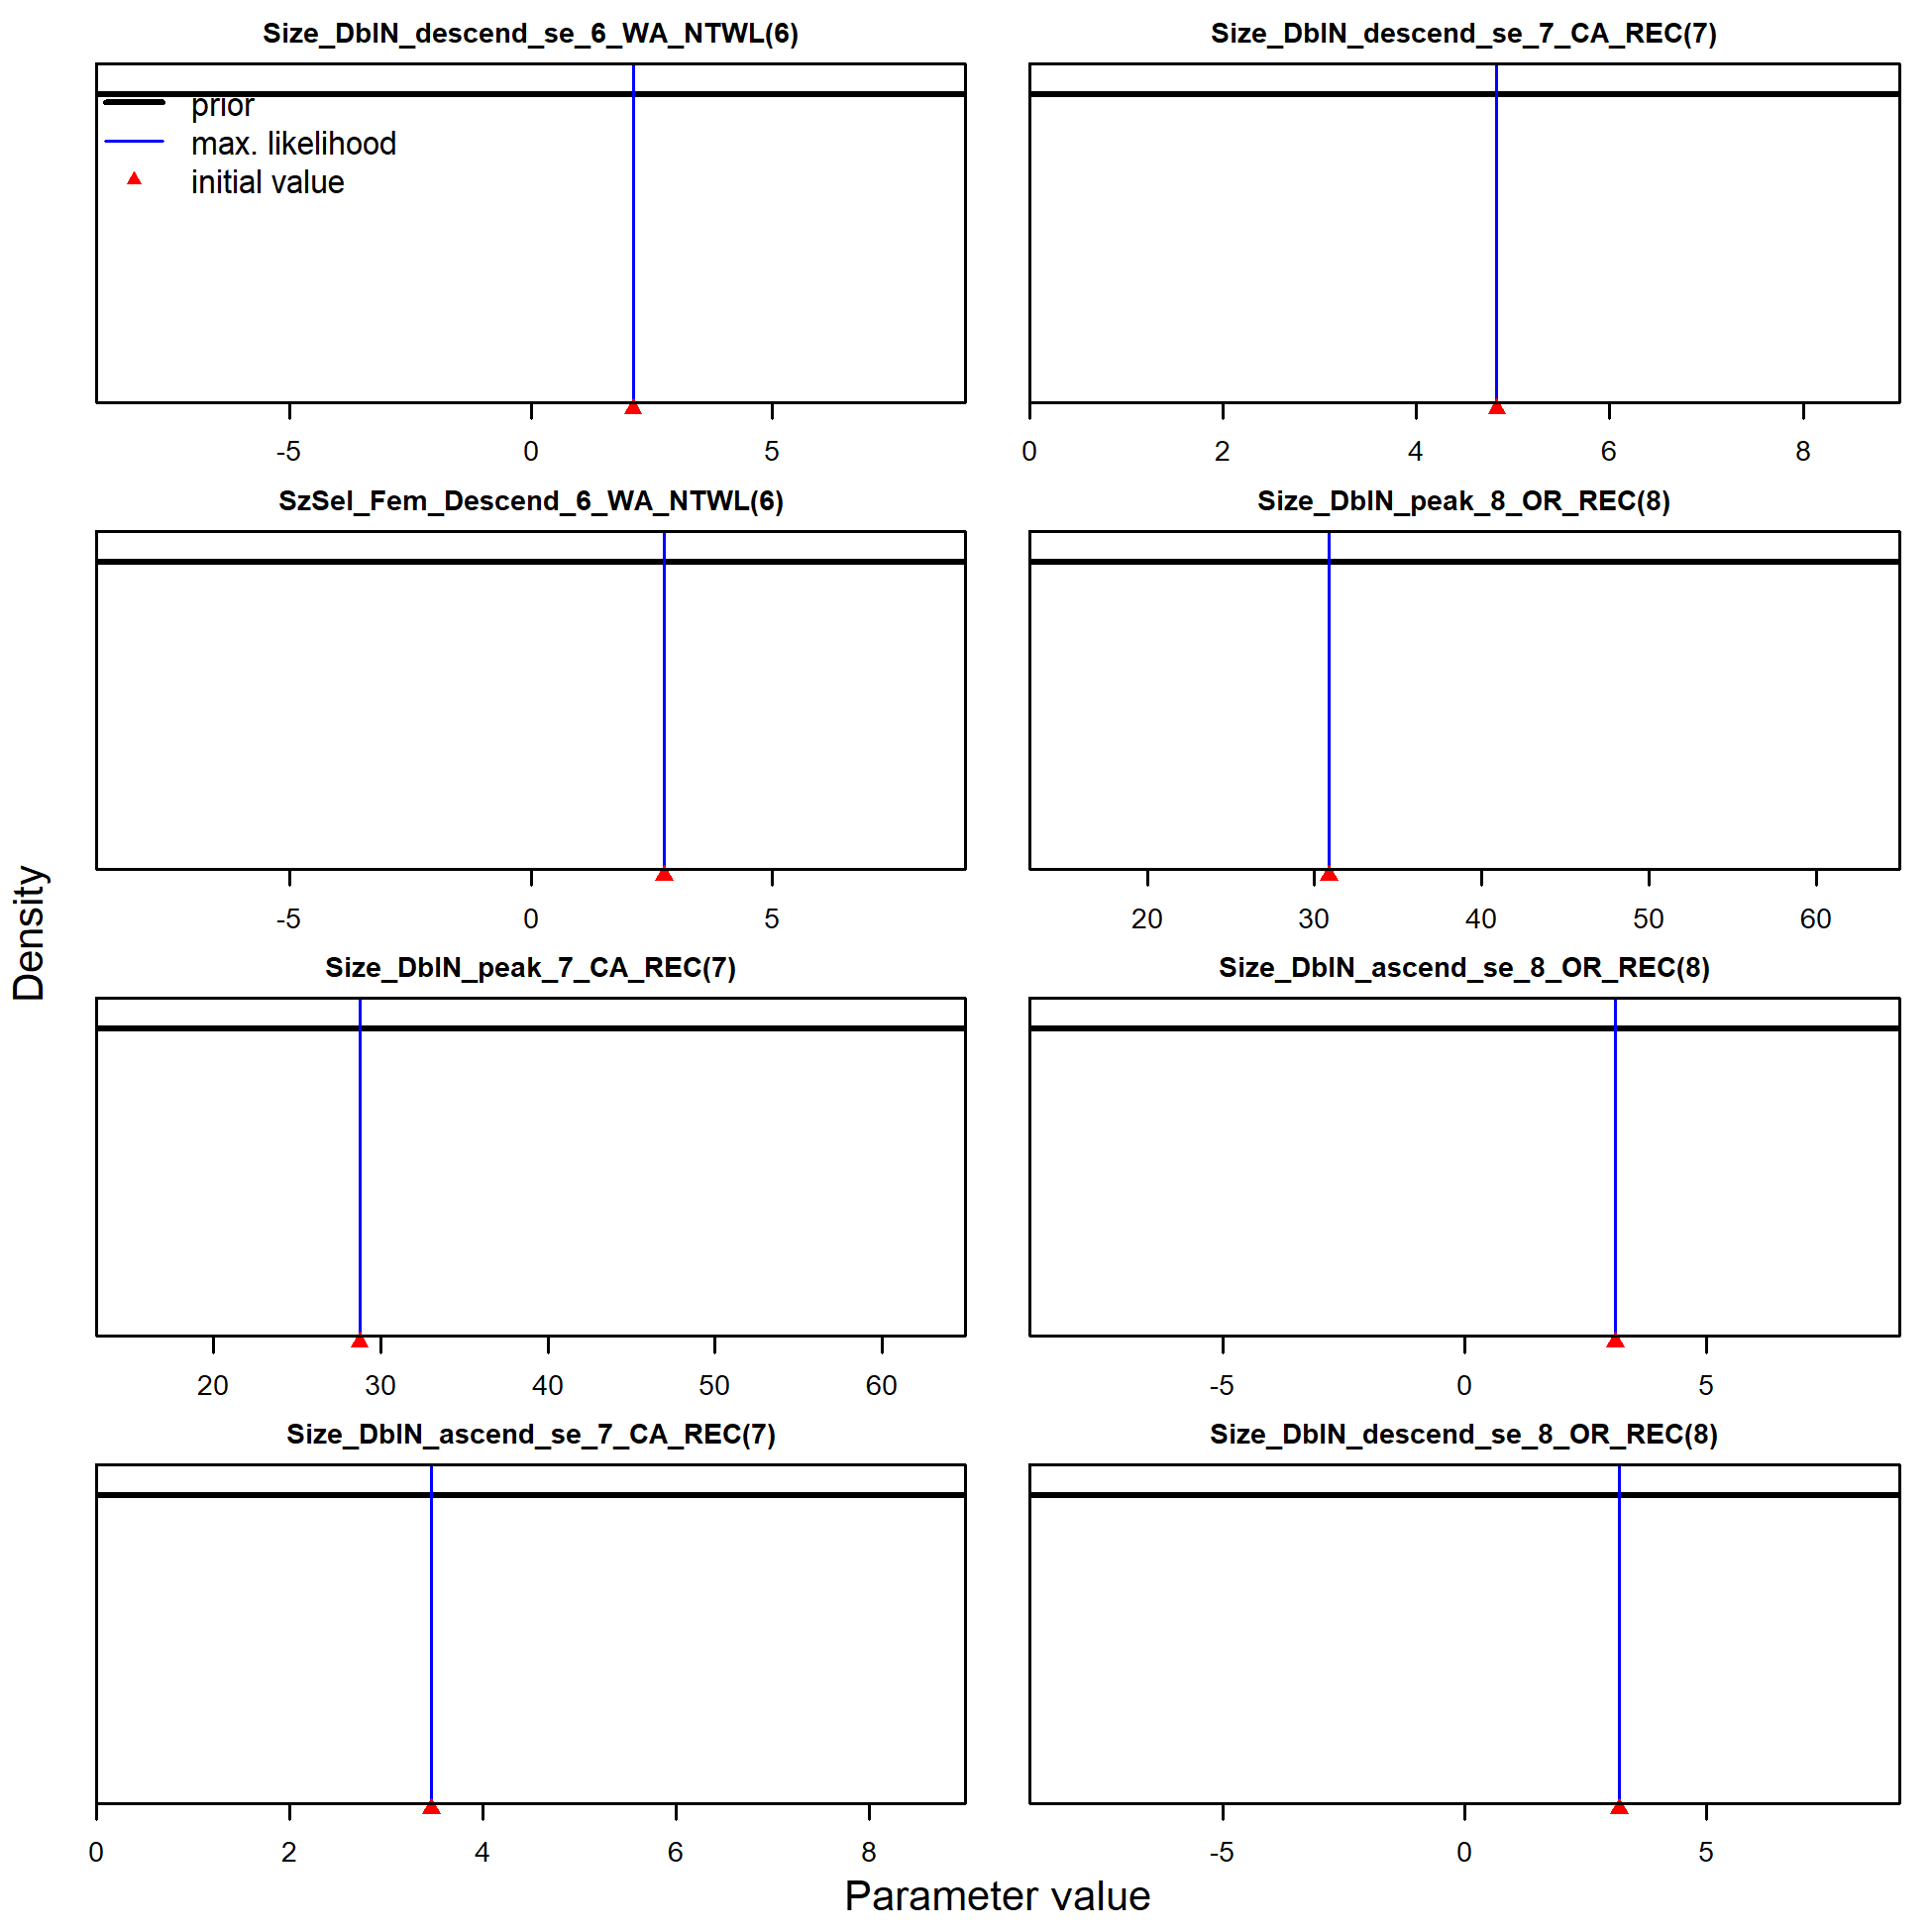 Size_DblN_descend_se_6_WA_NTWL(6)
prior
max. likelihood
initial value
-5 0 5
Size_DblN_descend_se_7_CA_REC(7)
0 2 4 6 8
SzSel_Fem_Descend_6_WA_NTWL(6)
-5 0 5
Size_DblN_peak_8_OR_REC(8)
20 30 40 50 60
Size_DblN_peak_7_CA_REC(7)
20 30 40 50 60
Size_DblN_ascend_se_8_OR_REC(8)
-5 0 5
Size_DblN_ascend_se_7_CA_REC(7)
0 2 4 6 8
Size_DblN_descend_se_8_OR_REC(8)
-5 0 5
Density
Parameter value